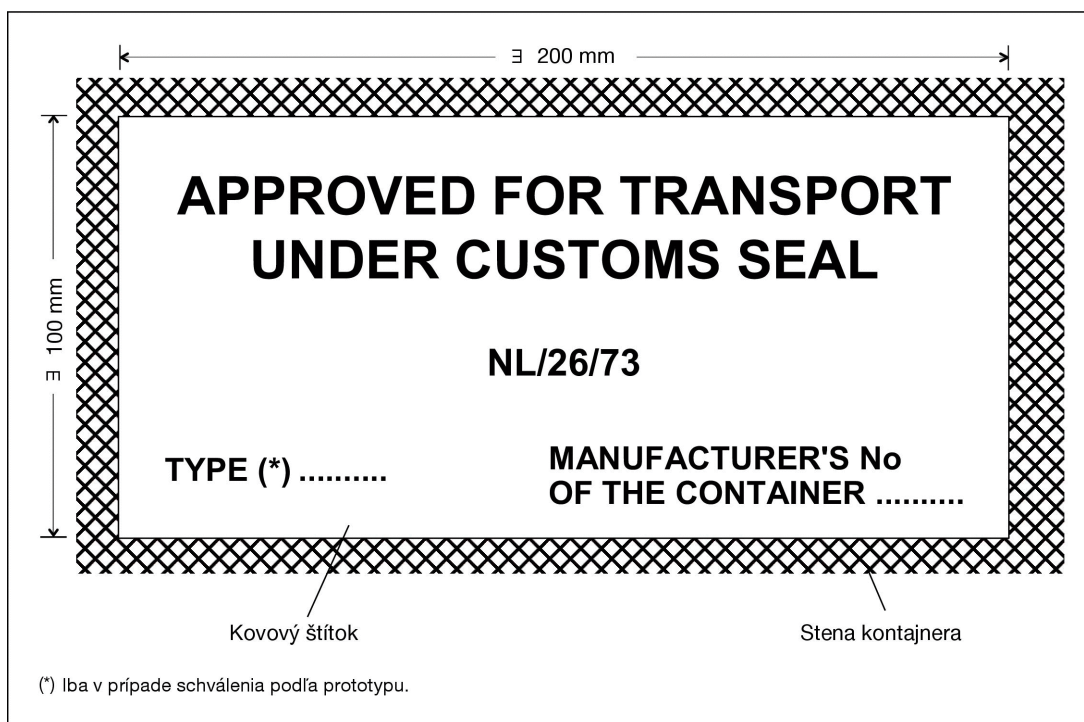 ∃ 200 mm
∃ 100 mm
APPROVED FOR TRANSPORT
UNDER CUSTOMS SEAL
NL/26/73
TYPE (*) ..........
MANUFACTURER'S No
OF THE CONTAINER ..........
Kovový štítok
Stena kontajnera
(*) Iba v prípade schválenia podľa prototypu.